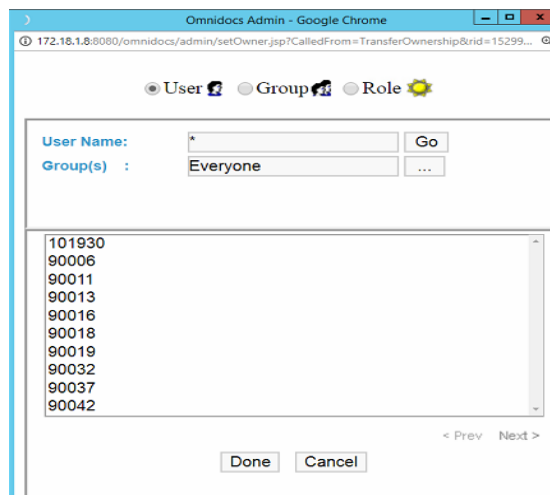 Omnidocs Admin - Google Chrome
172.18.1.8:8080/omnidocs/admin/setOwner.jsp?CalledFrom=TransferOwnership&rid=15299...
User Group Role
User Name: * Go
Group(s) : Everyone ...
101930
90006
90011
90013
90016
90018
90019
90032
90037
90042
< Prev Next >
Done Cancel